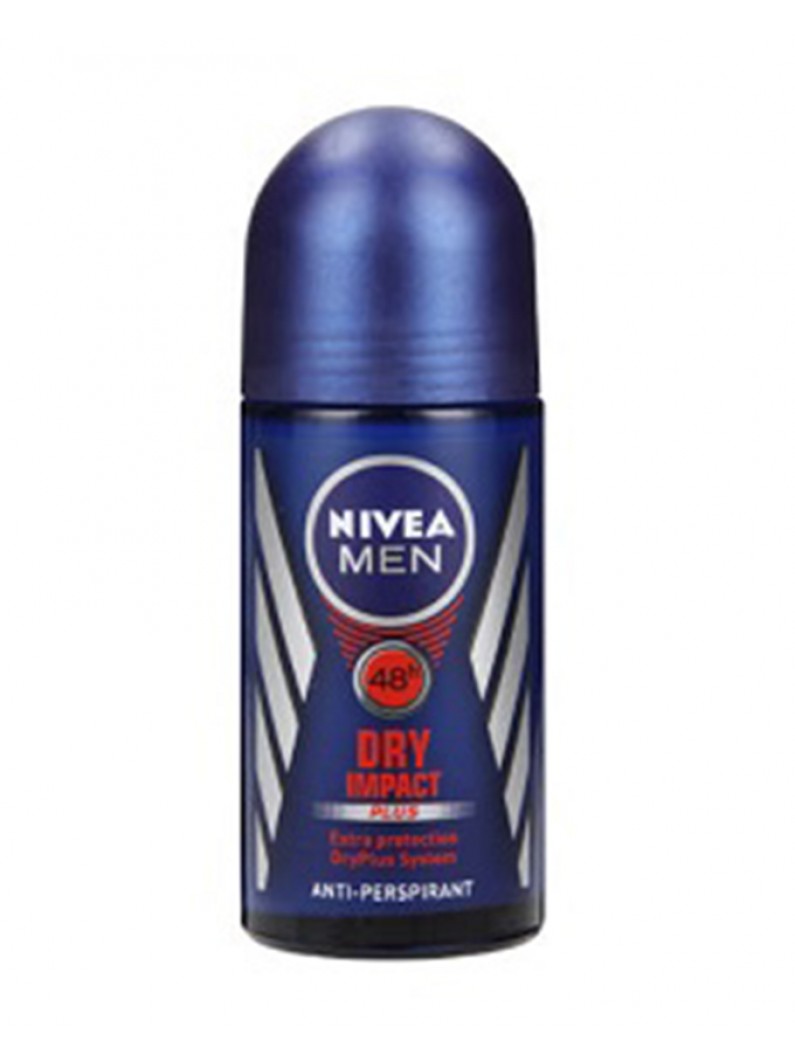 NIVEA
MEN
48h
DRY
IMPACT
PLUS
Extra protection
DryPlus System
ANTI-PERSPIRANT